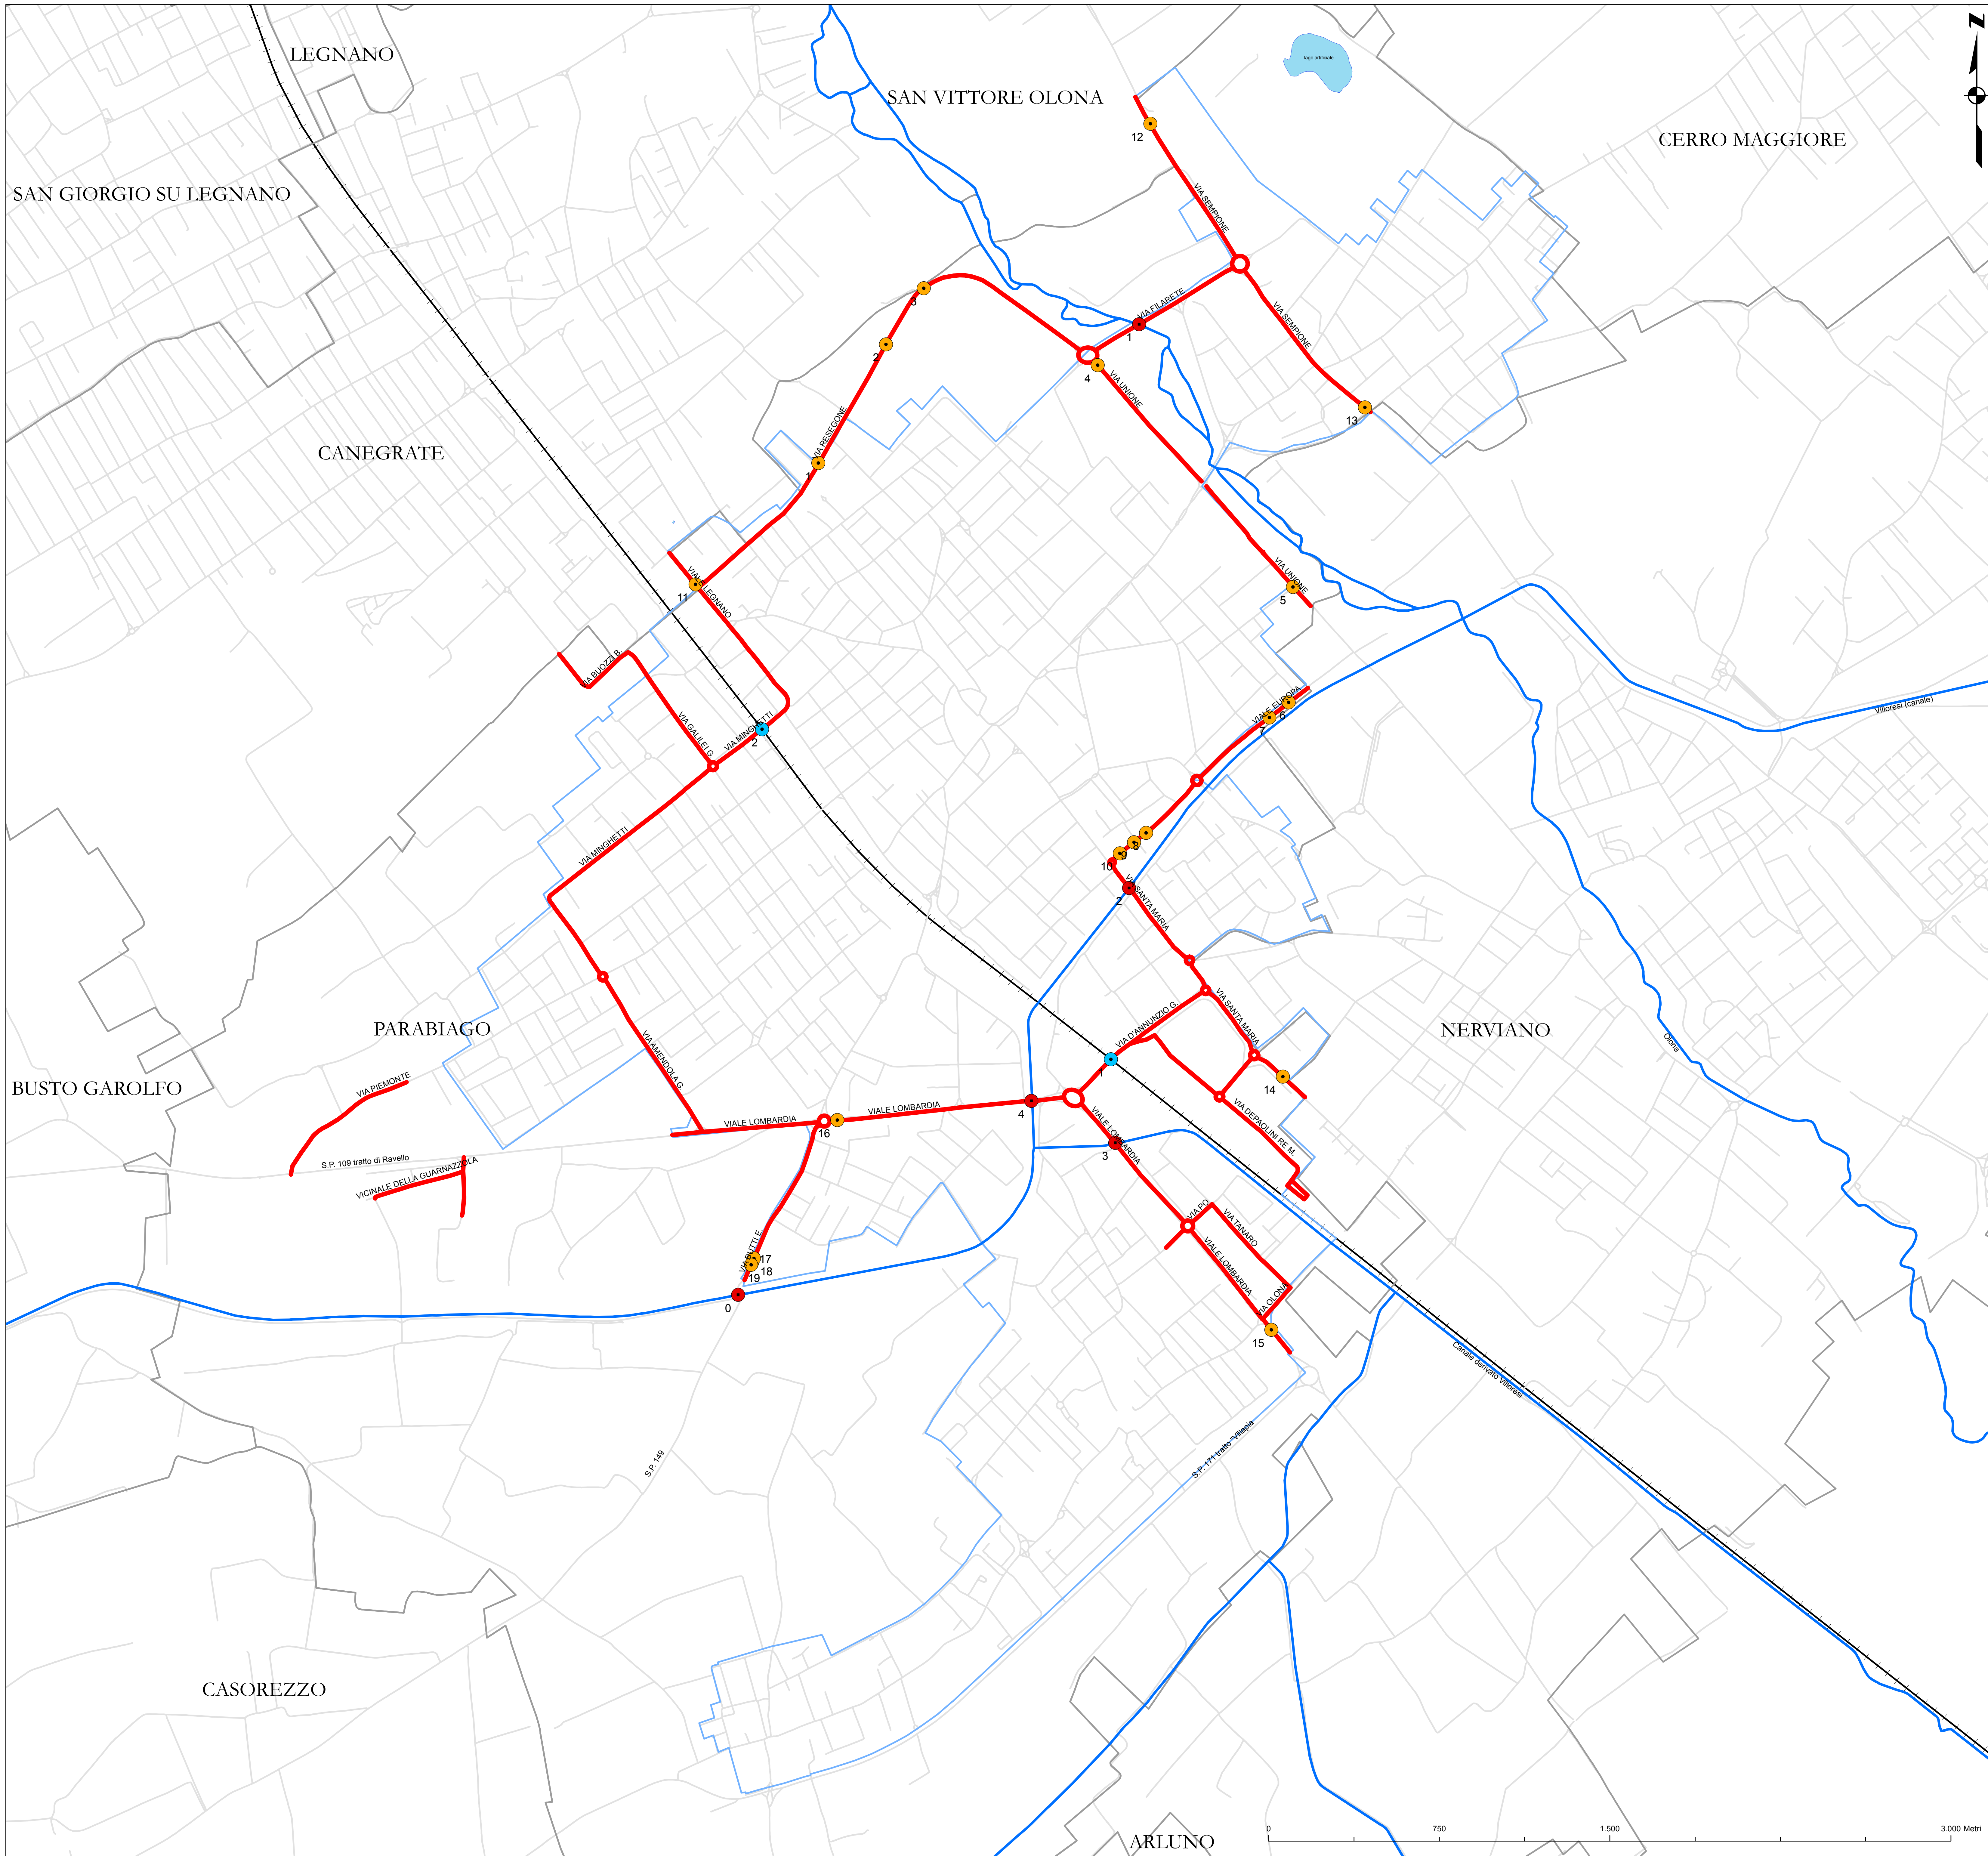 N
LEGNANO
lago artificiale
SAN VITTORE OLONA
12
CERRO MAGGIORE
SAN GIORGIO SU LEGNANO
VIA SEMPIONE
3
VIA FILARETE
1
VIA SEMPIONE
2
4
VIA UNIONE
13
VIA RESEGONE
1
CANEGRATE
VIALE LEGNANO
11
VIA UNIONE
5
VIA BUOZZI B.
VIA GALILEI G.
VIA MINGHETTI
2
VIALE EUROPA
6
7
Villoresi (canale)
VIA MINGHETTI
8
9
10
2
VIA SANTA MARIA
VIA SANTA MARIA
PARABIAGO
NERVIANO
Olona
VIA D'ANNUNZIO G.
1
VIA AMENDOLA G.
BUSTO GAROLFO
VIA PIEMONTE
14
VIALE LOMBARDIA
VIALE LOMBARDIA
16
4
VIALE LOMBARDIA
VIA DEPAOLINI RE M.
3
S.P. 109 tratto di Ravello
VICINALE DELLA GUARNAZZOLA
VIA PO
VIA TANARO
VIA BUTTI E.
17
18
19
0
VIALE LOMBARDIA
VIA OLONA
15
Canale derivato Villoresi
S.P. 149
S.P. 171 tratto "Villapia
CASOREZZO
ARLUNO
0 750 1.500 3.000 Metri